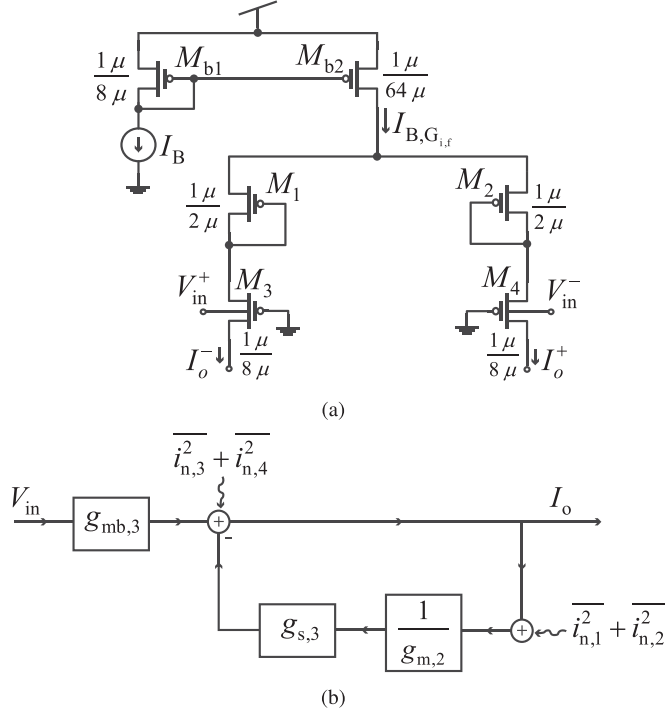 M_b1
M_b2
1 μ
8 μ
1 μ
64 μ
I_B
I_B,G_i,f
M_1
M_2
1 μ
2 μ
1 μ
2 μ
V_in^+
M_3
M_4
V_in^-
I_o^-
1 μ
8 μ
1 μ
8 μ
I_o^+
(a)
i_n,3^2 + i_n,4^2
V_in
g_mb,3
+
-
I_o
g_s,3
1
g_m,2
+
i_n,1^2 + i_n,2^2
(b)